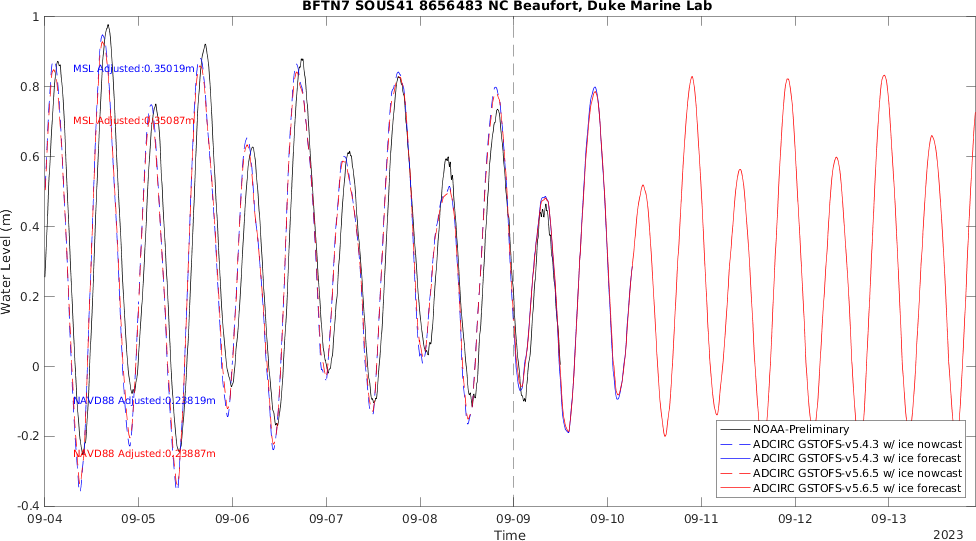 BFTN7 SOUS41 8656483 NC Beaufort, Duke Marine Lab
1
0.8
0.6
0.4
0.2
0
-0.2
-0.4
Water Level (m)
MSL Adjusted:0.35019m
MSL Adjusted:0.35087m
NAVD88 Adjusted:0.23819m
NAVD88 Adjusted:0.23887m
NOAA-Preliminary
ADCIRC GSTOFS-v5.4.3 w/ ice nowcast
ADCIRC GSTOFS-v5.4.3 w/ ice forecast
ADCIRC GSTOFS-v5.6.5 w/ ice nowcast
ADCIRC GSTOFS-v5.6.5 w/ ice forecast
09-04 09-05 09-06 09-07 09-08 09-09 09-10 09-11 09-12 09-13
Time
2023